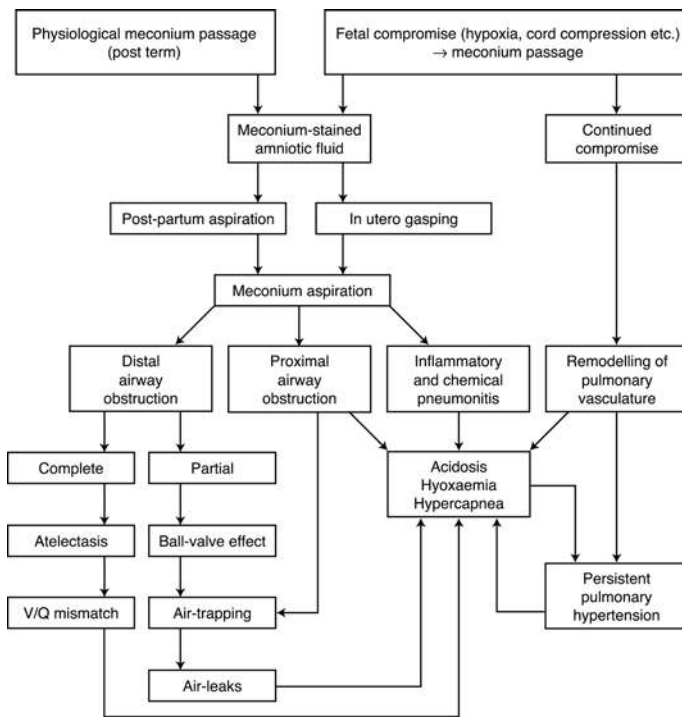 Physiological meconium passage
(post term)
Fetal compromise (hypoxia, cord compression etc.)
→ meconium passage
Meconium-stained
amniotic fluid
Continued
compromise
Post-partum aspiration
In utero gasping
Meconium aspiration
Distal
airway
obstruction
Proximal
airway
obstruction
Inflammatory
and chemical
pneumonitis
Remodelling of
pulmonary
vasculature
Complete
Partial
Acidosis
Hyoxaemia
Hypercapnea
Atelectasis
Ball-valve effect
V/Q mismatch
Air-trapping
Persistent
pulmonary
hypertension
Air-leaks